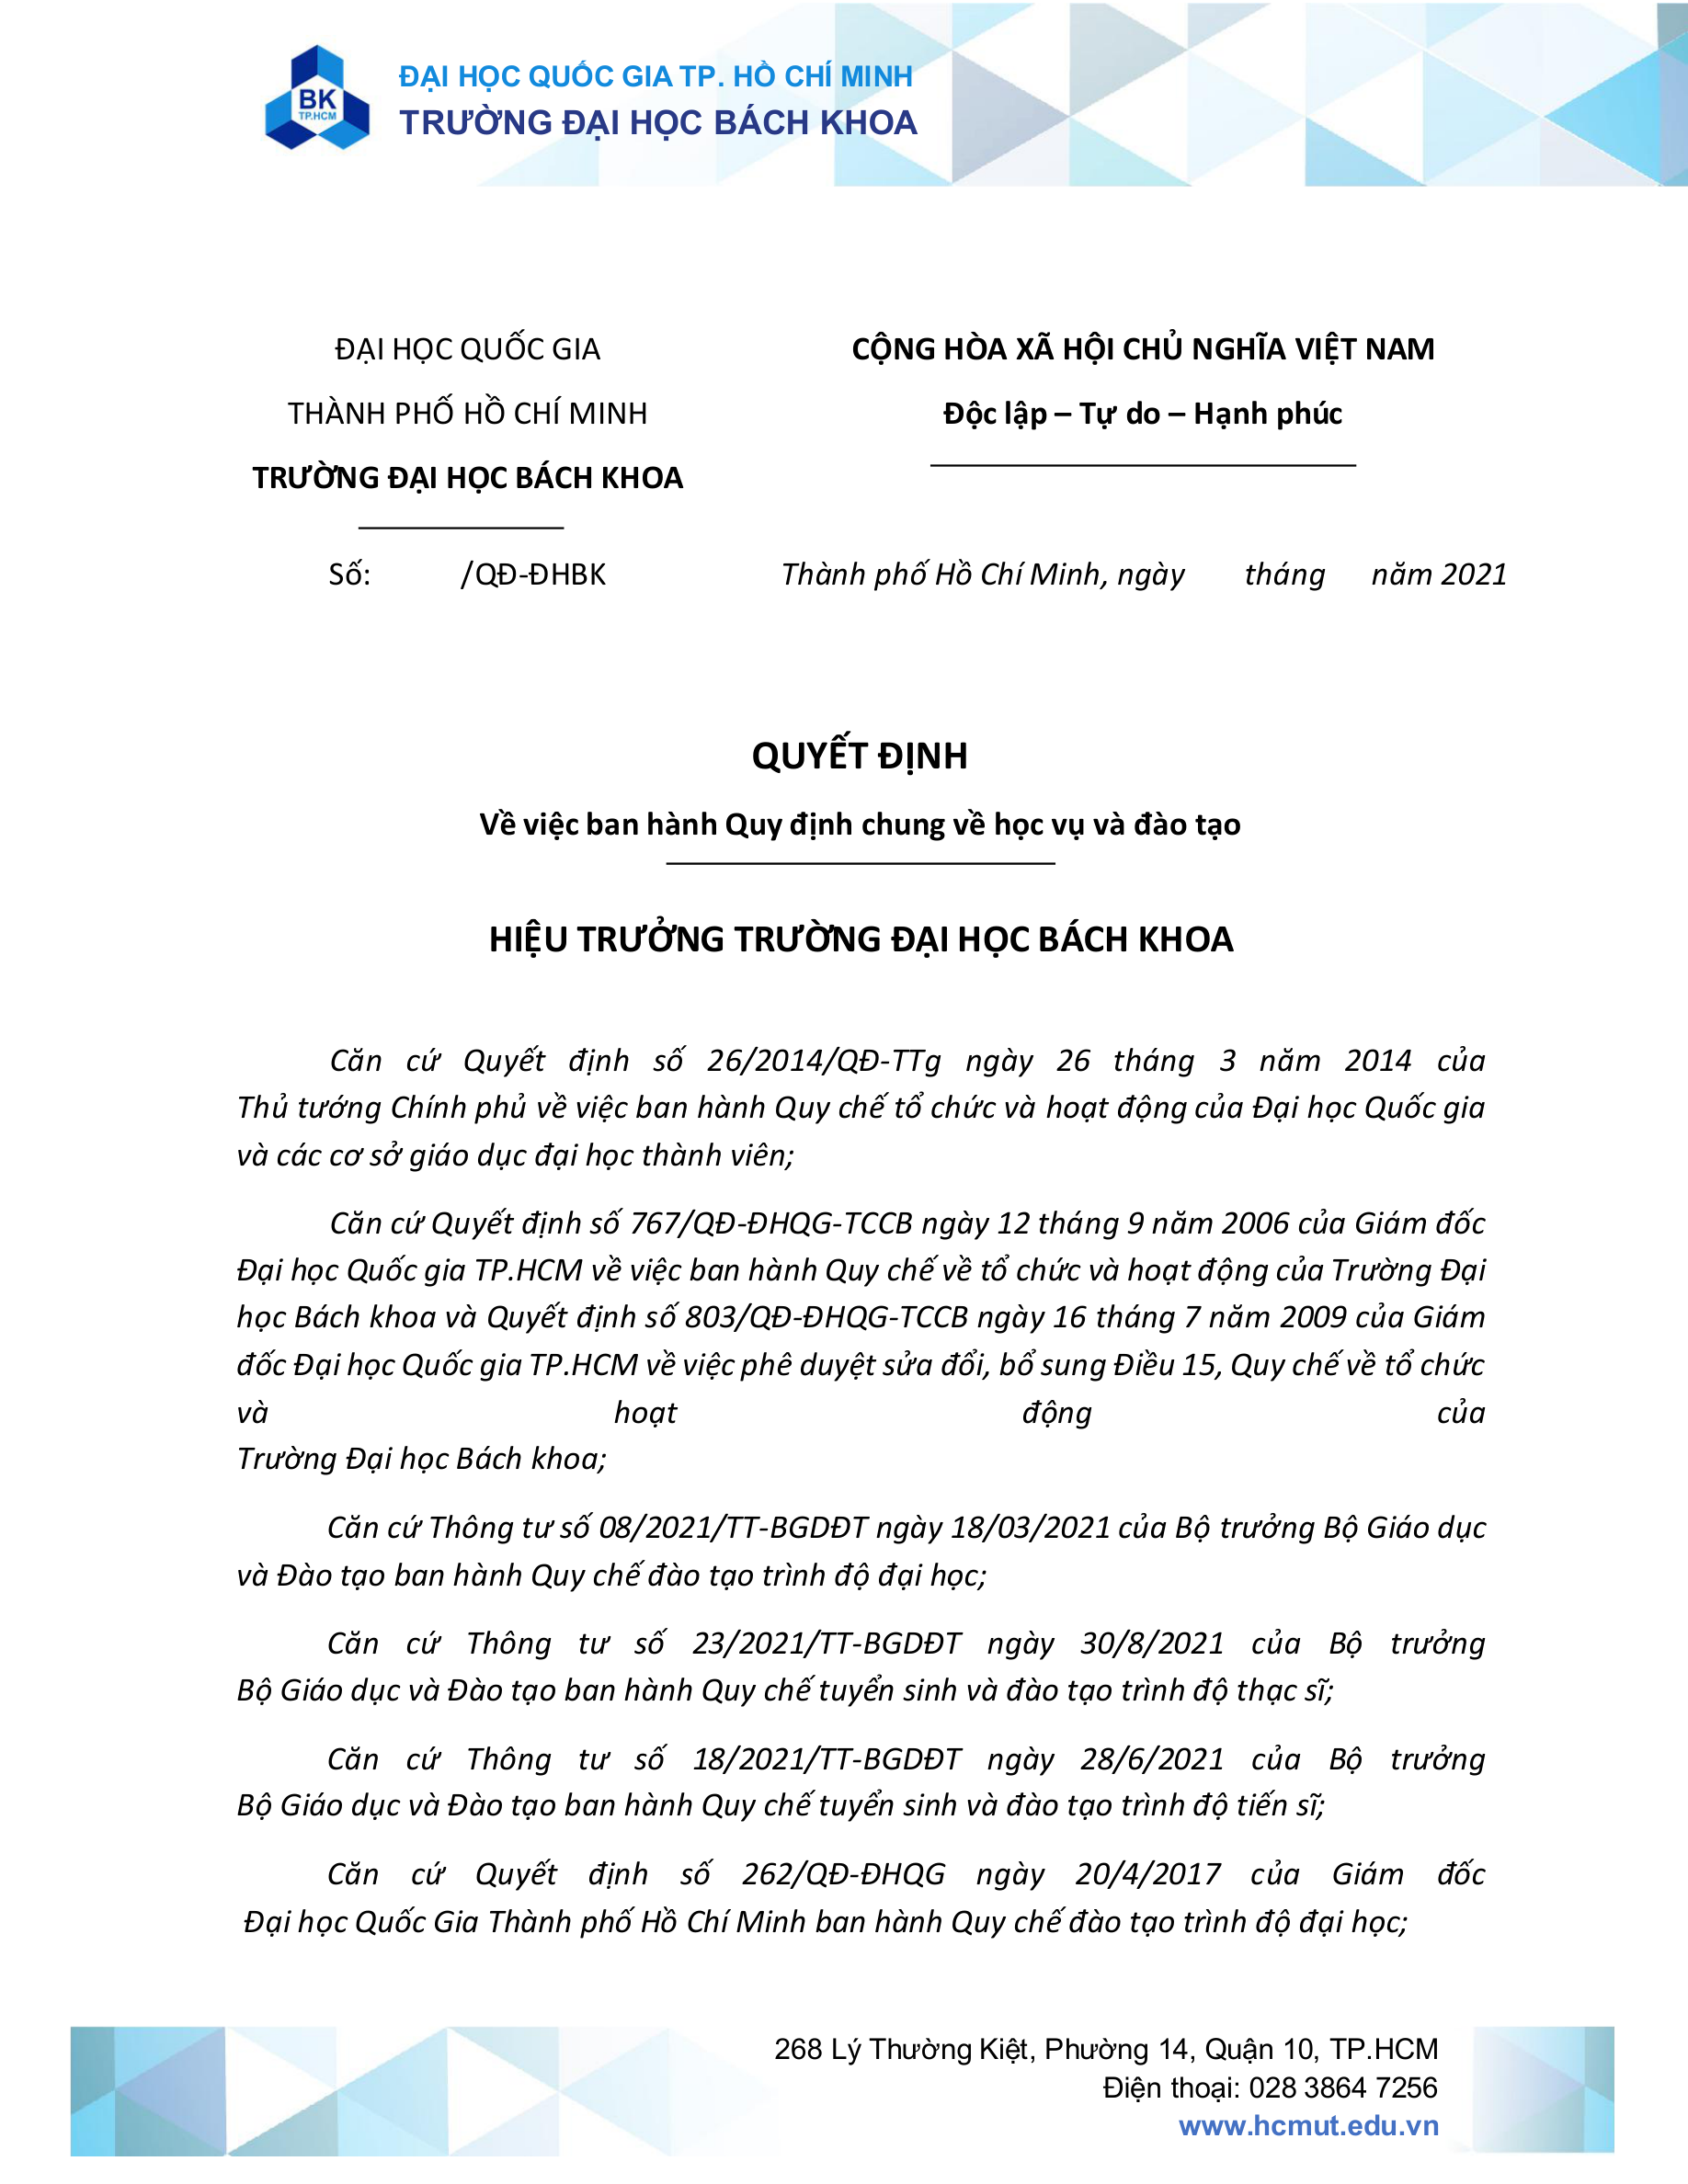 BK
TP.HCM
ĐẠI HỌC QUỐC GIA TP. HỒ CHÍ MINH
TRƯỜNG ĐẠI HỌC BÁCH KHOA
ĐẠI HỌC QUỐC GIA
THÀNH PHỐ HỒ CHÍ MINH
TRƯỜNG ĐẠI HỌC BÁCH KHOA
CỘNG HÒA XÃ HỘI CHỦ NGHĨA VIỆT NAM
Độc lập – Tự do – Hạnh phúc
Số: /QĐ-ĐHBK
Thành phố Hồ Chí Minh, ngày tháng năm 2021
QUYẾT ĐỊNH
Về việc ban hành Quy định chung về học vụ và đào tạo
HIỆU TRƯỞNG TRƯỜNG ĐẠI HỌC BÁCH KHOA
Căn cứ Quyết định số 26/2014/QĐ-TTg ngày 26 tháng 3 năm 2014 của
Thủ tướng Chính phủ về việc ban hành Quy chế tổ chức và hoạt động của Đại học Quốc gia
và các cơ sở giáo dục đại học thành viên;
Căn cứ Quyết định số 767/QĐ-ĐHQG-TCCB ngày 12 tháng 9 năm 2006 của Giám đốc
Đại học Quốc gia TP.HCM về việc ban hành Quy chế về tổ chức và hoạt động của Trường Đại
học Bách khoa và Quyết định số 803/QĐ-ĐHQG-TCCB ngày 16 tháng 7 năm 2009 của Giám
đốc Đại học Quốc gia TP.HCM về việc phê duyệt sửa đổi, bổ sung Điều 15, Quy chế về tổ chức
và hoạt động của
Trường Đại học Bách khoa;
Căn cứ Thông tư số 08/2021/TT-BGDĐT ngày 18/03/2021 của Bộ trưởng Bộ Giáo dục
và Đào tạo ban hành Quy chế đào tạo trình độ đại học;
Căn cứ Thông tư số 23/2021/TT-BGDĐT ngày 30/8/2021 của Bộ trưởng
Bộ Giáo dục và Đào tạo ban hành Quy chế tuyển sinh và đào tạo trình độ thạc sĩ;
Căn cứ Thông tư số 18/2021/TT-BGDĐT ngày 28/6/2021 của Bộ trưởng
Bộ Giáo dục và Đào tạo ban hành Quy chế tuyển sinh và đào tạo trình độ tiến sĩ;
Căn cứ Quyết định số 262/QĐ-ĐHQG ngày 20/4/2017 của Giám đốc
Đại học Quốc Gia Thành phố Hồ Chí Minh ban hành Quy chế đào tạo trình độ đại học;
268 Lý Thường Kiệt, Phường 14, Quận 10, TP.HCM
Điện thoại: 028 3864 7256
www.hcmut.edu.vn